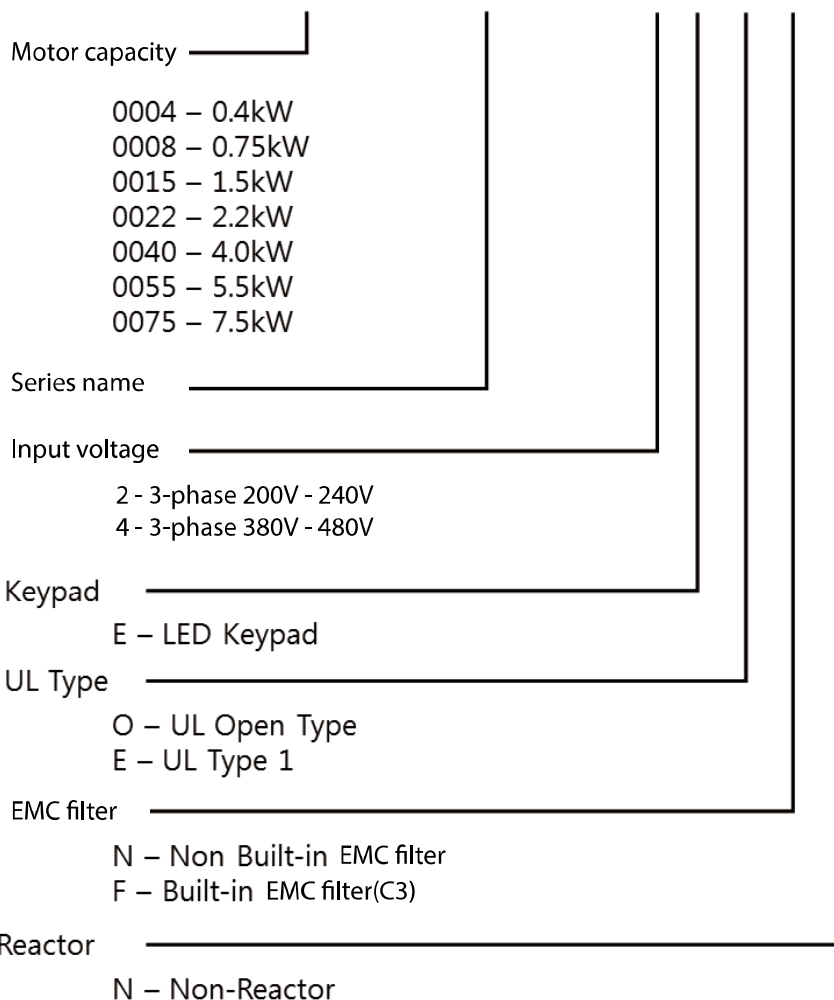 Motor capacity
0004 – 0.4kW
0008 – 0.75kW
0015 – 1.5kW
0022 – 2.2kW
0040 – 4.0kW
0055 – 5.5kW
0075 – 7.5kW
Series name
Input voltage
2 - 3-phase 200V - 240V
4 - 3-phase 380V - 480V
Keypad
E – LED Keypad
UL Type
O – UL Open Type
E – UL Type 1
EMC filter
N – Non Built-in EMC filter
F – Built-in EMC filter(C3)
Reactor
N – Non-Reactor